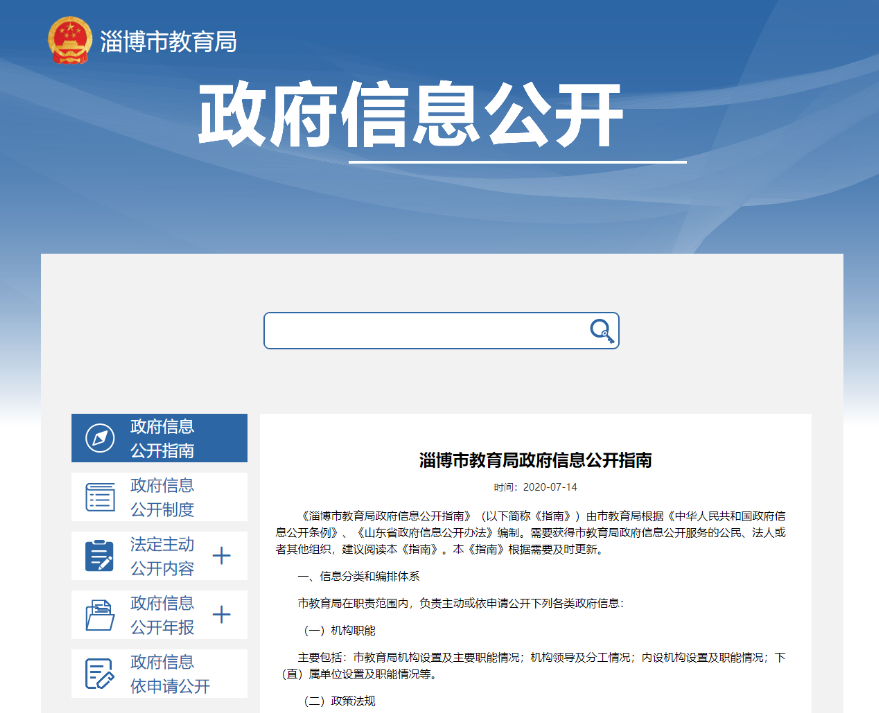 淄博市教育局
政府信息公开
政府信息
公开指南
政府信息
公开制度
法定主动
公开内容
政府信息
公开年报
政府信息
依申请公开
淄博市教育局政府信息公开指南
时间：2020-07-14
《淄博市教育局政府信息公开指南》（以下简称《指南》）由市教育局根据《中华人民共和国政府信
息公开条例》、《山东省政府信息公开办法》编制。需要获得市教育局政府信息公开服务的公民、法人或
者其他组织，建议阅读本《指南》。本《指南》根据需要及时更新。
一、信息分类和编排体系
市教育局在职责范围内，负责主动或依申请公开下列各类政府信息：
（一）机构职能
主要包括：市教育局机构设置及主要职能情况；机构领导及分工情况；内设机构设置及职能情况；下
（直）属单位设置及职能情况等。
（二）政策法规